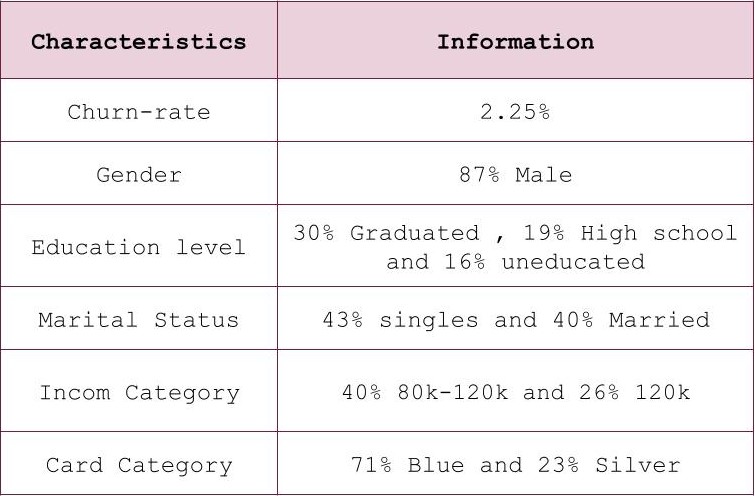 Characteristics Information
Churn-rate 2.25%
Gender 87% Male
Education level 30% Graduated , 19% High school
and 16% uneducated
Marital Status 43% singles and 40% Married
Incom Category 40% 80k-120k and 26% 120k
Card Category 71% Blue and 23% Silver